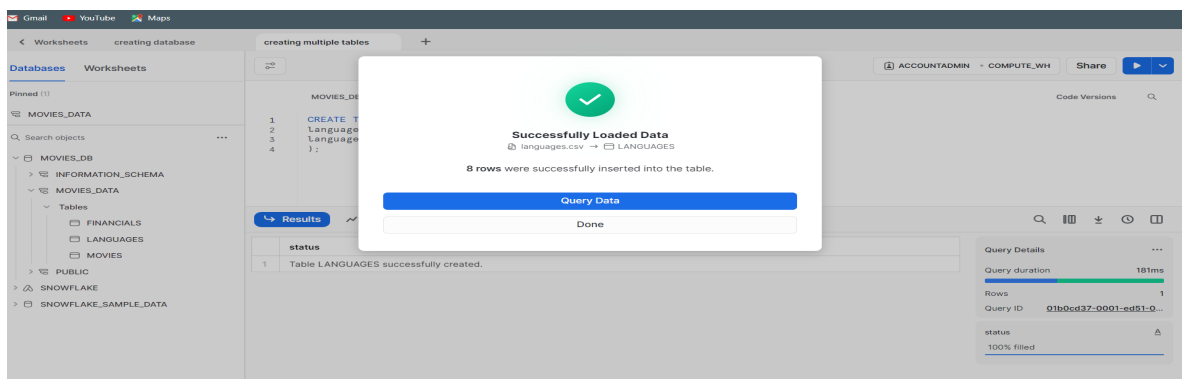 Gmail YouTube Maps
Worksheets creating database creating multiple tables +
Databases Worksheets
ACCOUNTADMIN COMPUTE_WH Share
Pinned (1)
MOVIES_DATA
Search objects ...
MOVIES_DB
INFORMATION_SCHEMA
MOVIES_DATA
Tables
FINANCIALS
LANGUAGES
MOVIES
PUBLIC
SNOWFLAKE
SNOWFLAKE_SAMPLE_DATA
MOVIES_DE
Code Versions
1 CREATE T
2 language
3 language
4 );
Successfully Loaded Data
languages.csv → LANGUAGES
8 rows were successfully inserted into the table.
Query Data
Done
Results
status
1 Table LANGUAGES successfully created.
Query Details ...
Query duration 181ms
Rows 1
Query ID 01b0cd37-0001-ed51-0...
status A
100% filled